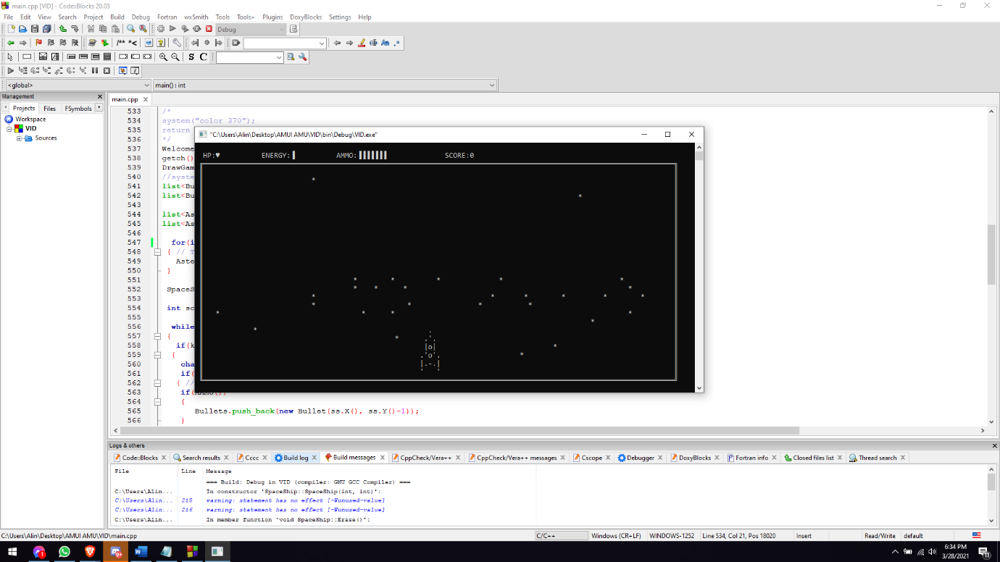 main.cpp [VID] - Code::Blocks 20.03
File Edit View Search Project Build Debug Fortran wxSmith Tools Tools+ Plugins DoxyBlocks Settings Help
Debug
/** *<
S C
<global> main() : int
Management
main.cpp
Projects Files FSymbols
Workspace
VID
Sources
533 /*
534 system("color 370");
535 return
536 */
537 Welcome
538 getch()
539 DrawGam
540 //syste
541 list<Bu
542 list<Bu
543
544 list<As
545 list<As
546
547 for(i
548 { // T
549 Aste
550 }
551
552 SpaceS
553
554 int sc
555
556 while
557 {
558 if(k
559 {
560 cha
561 if(
562 { //
563 if(AMMO())
564 {
565 Bullets.push_back(new Bullet(ss.X(), ss.Y()-1));
566 }
"C:\Users\Alin\Desktop\AMUI AMU\VID\bin\Debug\VID.exe"
HP:♥ ENERGY: AMMO: SCORE:0
Logs & others
Code::Blocks Search results Cccc Build log Build messages CppCheck/Vera++ CppCheck/Vera++ messages Cscope Debugger DoxyBlocks Fortran info Closed files list Thread search
File Line Message
=== Build: Debug in VID (compiler: GNU GCC Compiler) ===
C:\Users\Alin... In constructor 'SpaceShip::SpaceShip(int, int)':
C:\Users\Alin... 215 warning: statement has no effect [-Wunused-value]
C:\Users\Alin... 216 warning: statement has no effect [-Wunused-value]
C:\Users\Alin... In member function 'void SpaceShip::Erase()':
C:\Users\Alin\Desktop\AMUI AMU\VID\main.cpp C/C++ Windows (CR+LF) WINDOWS-1252 Line 534, Col 21, Pos 18020 Insert Read/Write default
6:34 PM
3/28/2021